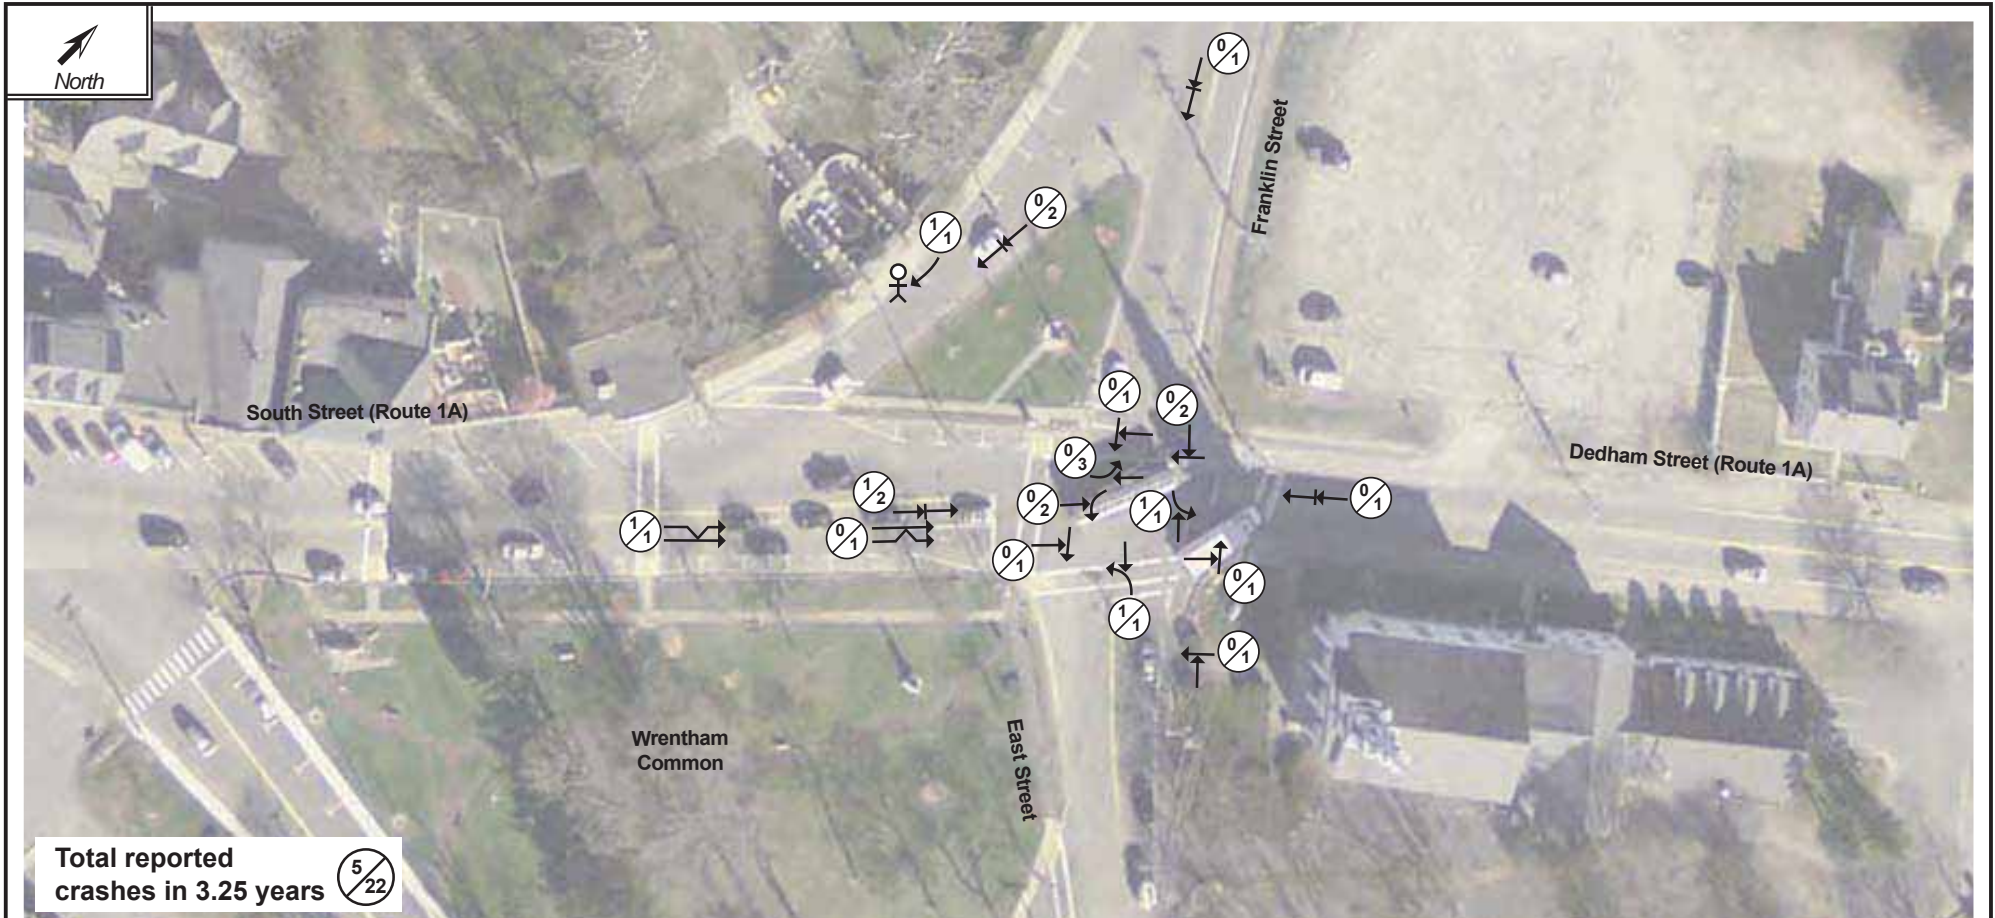 North
0/1
Franklin Street
0/2
1/1
South Street (Route 1A)
0/1
0/2
0/3
Dedham Street (Route 1A)
1/2
0/2
1/1
0/1
1/1
0/1
0/1
0/1
1/1
0/1
Wrentham
Common
East Street
Total reported
crashes in 3.25 years
5/22